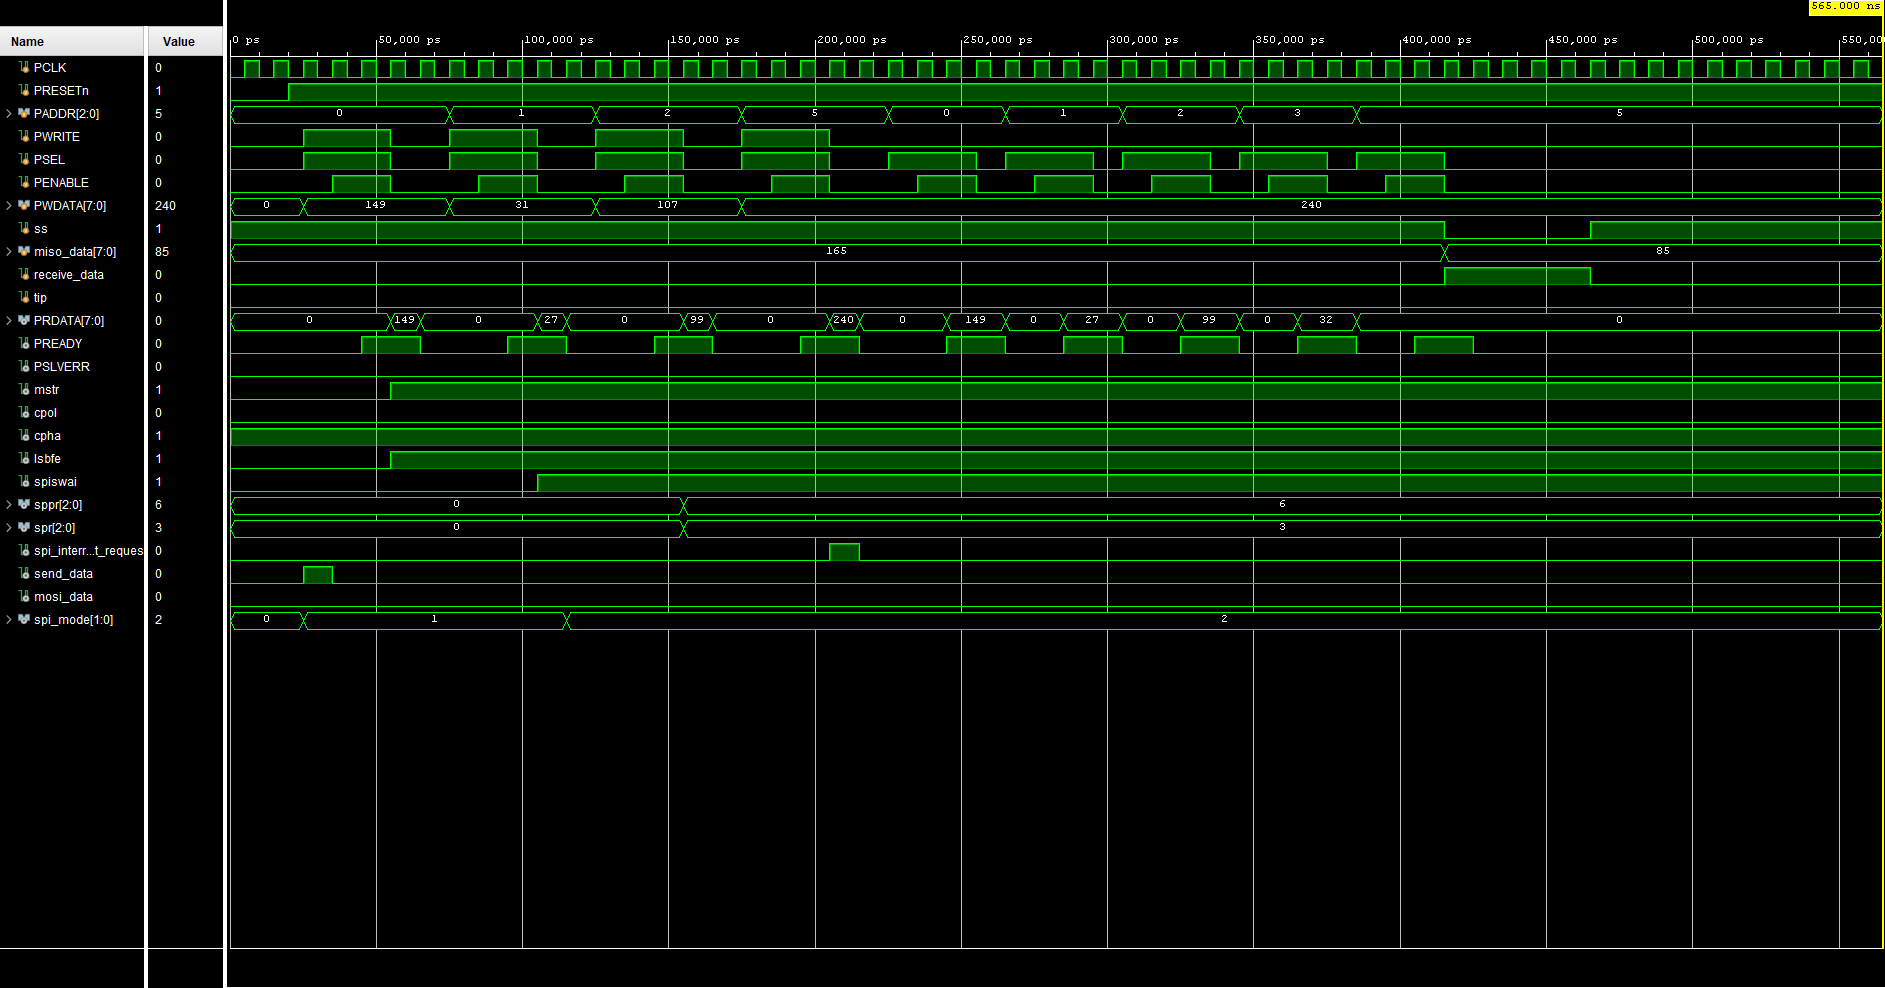 565.000 ns
Name Value
0 ps 50,000 ps 100,000 ps 150,000 ps 200,000 ps 250,000 ps 300,000 ps 350,000 ps 400,000 ps 450,000 ps 500,000 ps 550,0
PCLK 0
PRESETn 1
PADDR[2:0] 5 0 1 2 5 0 1 2 3 5
PWRITE 0
PSEL 0
PENABLE 0
PWDATA[7:0] 240 0 149 31 107 240
ss 1
miso_data[7:0] 85 165 85
receive_data 0
tip 0
PRDATA[7:0] 0 0 149 0 27 0 99 0 240 0 149 0 27 0 99 0 32 0
PREADY 0
PSLVERR 0
mstr 1
cpol 0
cpha 1
lsbfe 1
spiswai 1
sppr[2:0] 6 0 6
spr[2:0] 3 0 3
spi_interr...t_reques 0
send_data 0
mosi_data 0
spi_mode[1:0] 2 0 1 2